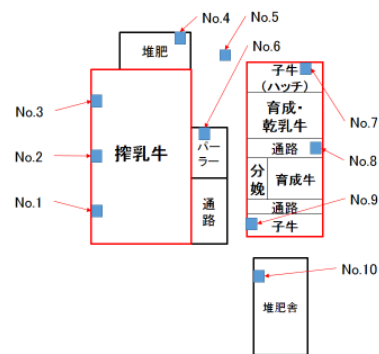 No.4
No.5
No.6
堆肥
子牛
(ハッチ)
No.3
育成・
乾乳牛
No.7
搾乳牛
パー
ラー
通路
No.2
No.8
分
娩
育成牛
通
路
通路
No.1
子牛
No.9
No.10
堆肥舎